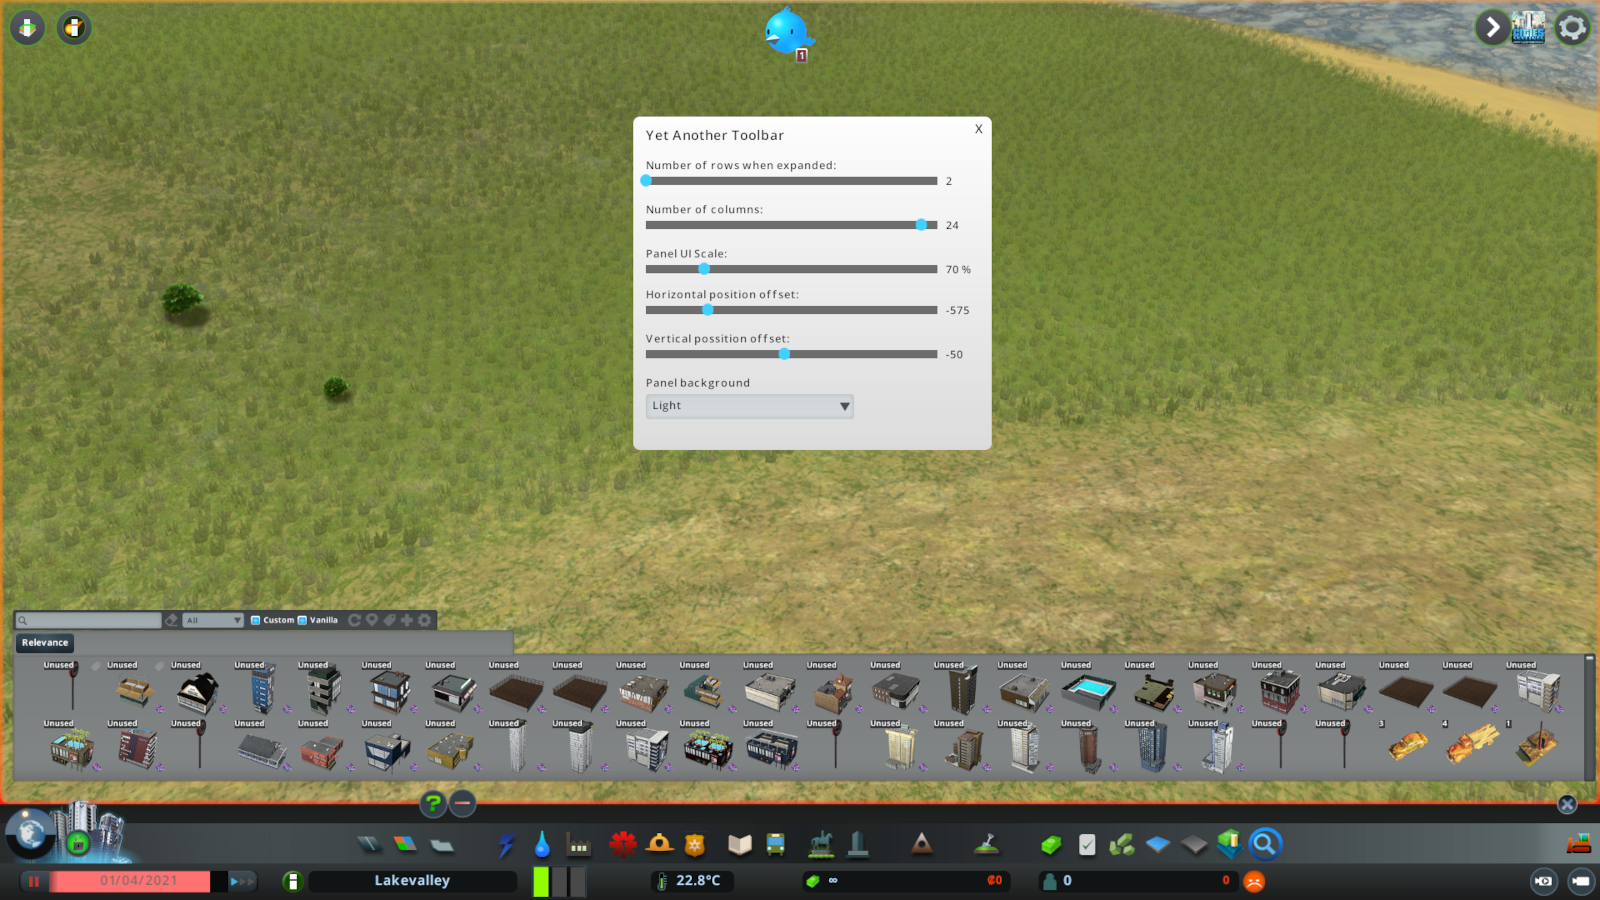 1
CITIES
Yet Another Toolbar
X
Number of rows when expanded:
2
Number of columns:
24
Panel UI Scale:
70 %
Horizontal position offset:
-575
Vertical possition offset:
-50
Panel background
Light
All
Custom
Vanilla
Relevance
Unused Unused Unused Unused Unused Unused Unused Unused Unused Unused Unused Unused Unused Unused Unused Unused Unused Unused Unused Unused Unused Unused Unused Unused
Unused Unused Unused Unused Unused Unused Unused Unused Unused Unused Unused Unused Unused Unused Unused Unused Unused Unused Unused Unused Unused 3 4 1
?
01/04/2021
Lakevalley
22.8°C
∞
₡0
0
0